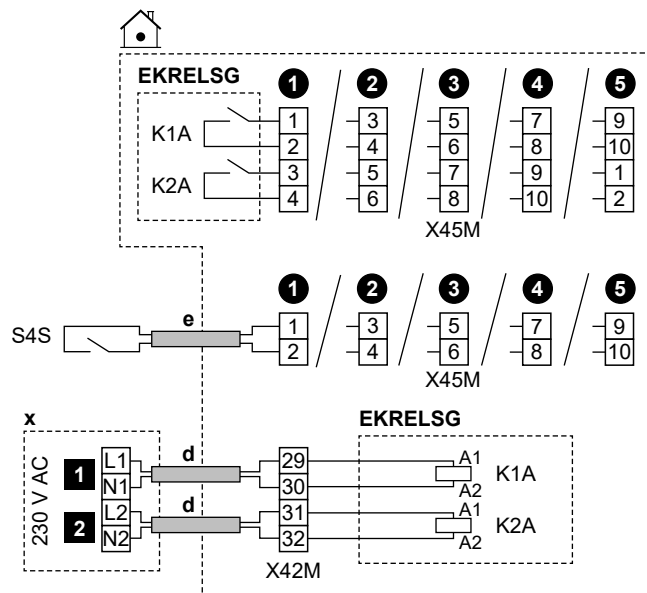 EKRELSG 1 2 3 4 5
K1A 1 3 5 7 9
2 4 6 8 10
K2A 3 5 7 9 1
4 6 8 10 2
X45M
1 2 3 4 5
S4S e 1 3 5 7 9
2 4 6 8 10
X45M
x EKRELSG
230 V AC
1 L1 d 29 A1 K1A
N1 30 A2
2 L2 d 31 A1 K2A
N2 32 A2
X42M